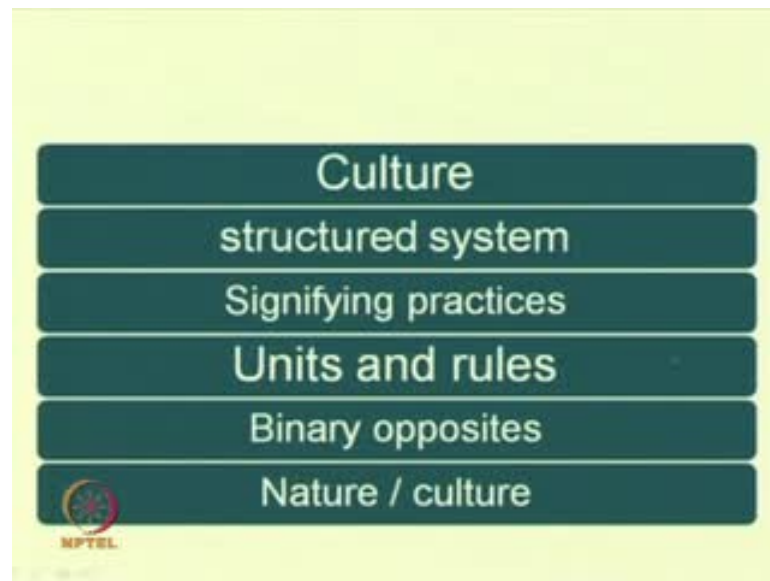 Culture
structured system
Signifying practices
Units and rules
Binary opposites
Nature / culture
NPTEL